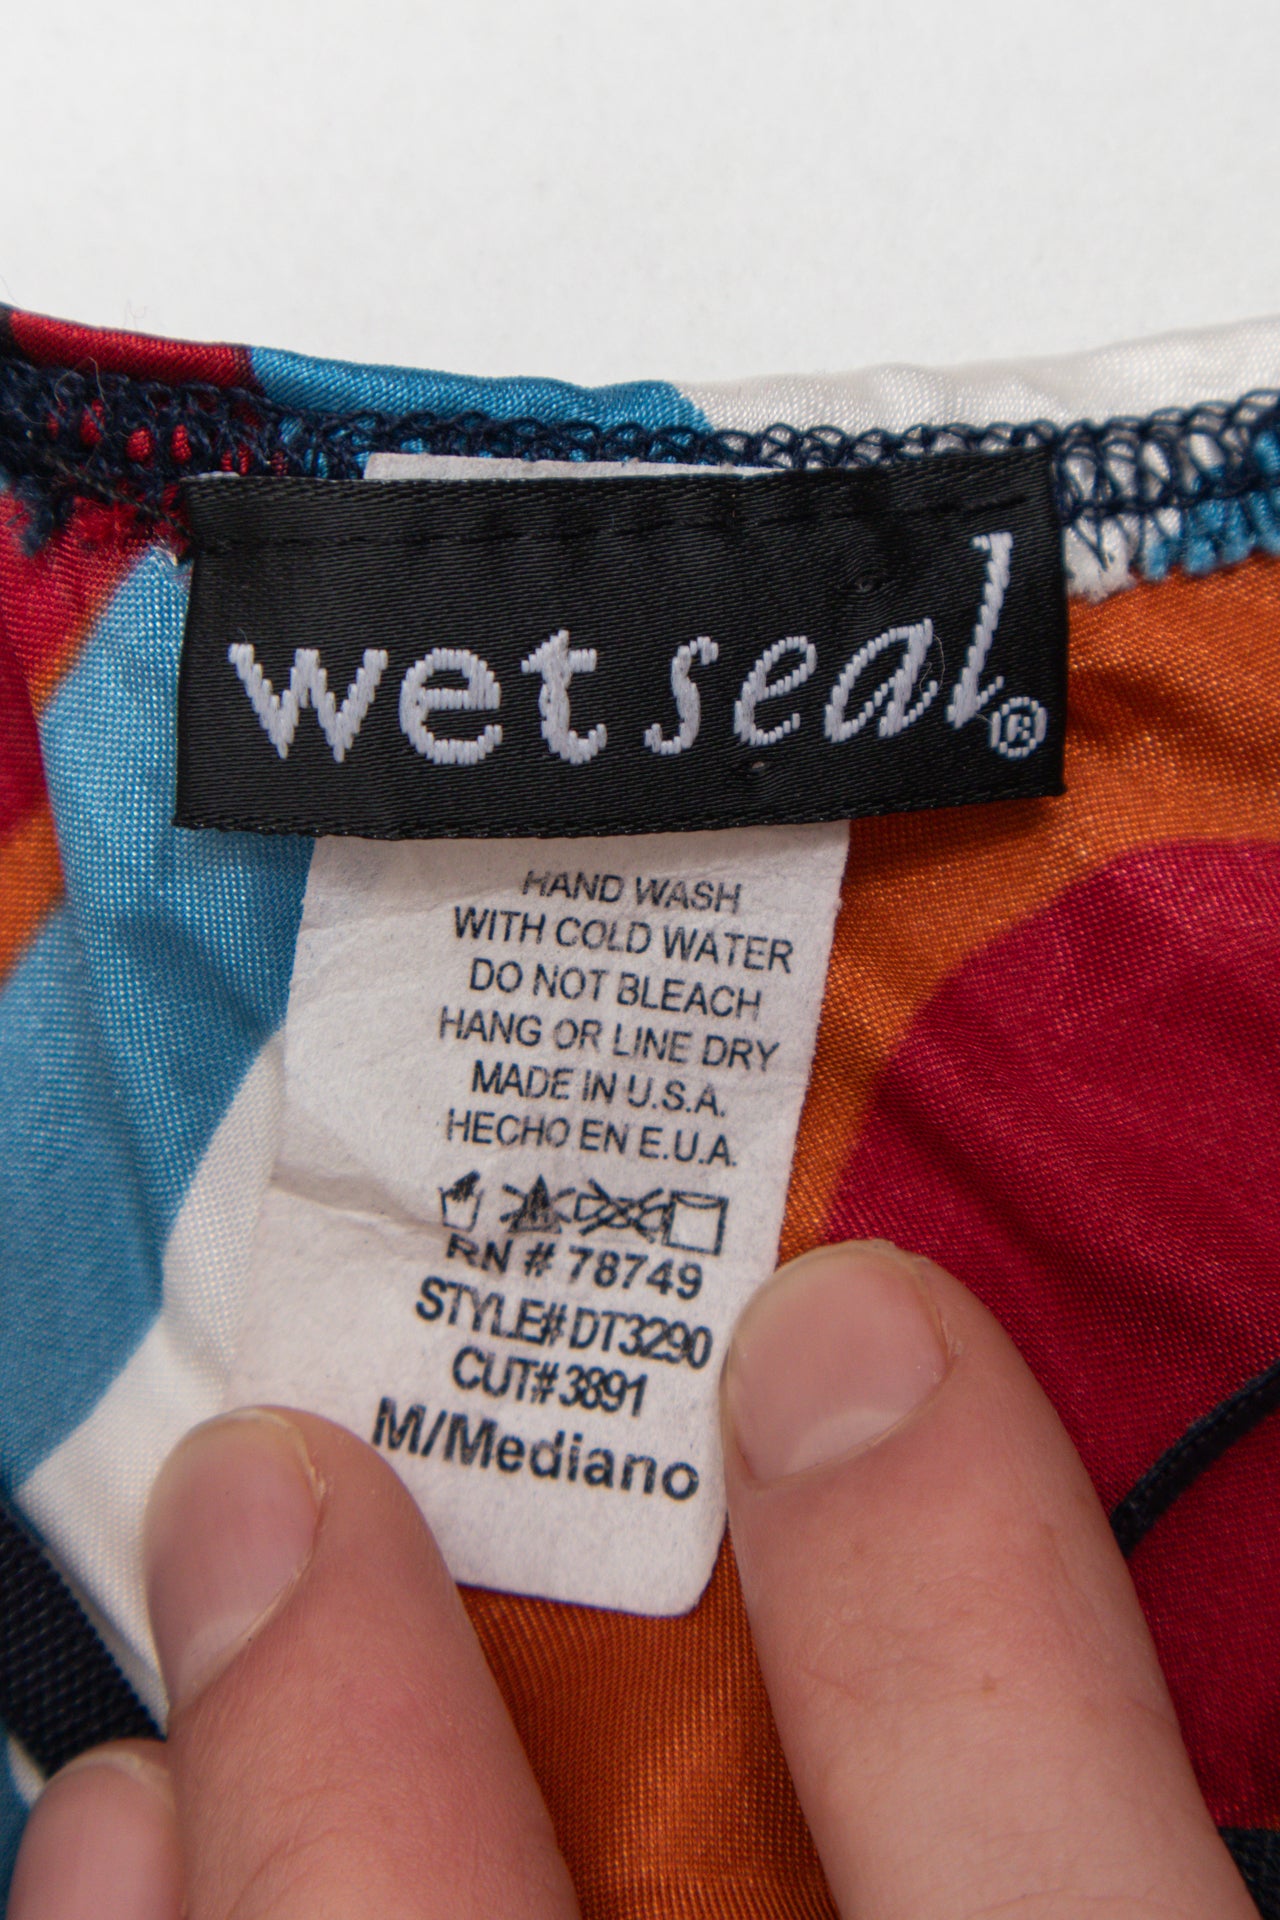 wet seal®
HAND WASH
WITH COLD WATER
DO NOT BLEACH
HANG OR LINE DRY
MADE IN U.S.A.
HECHO EN E.U.A.
RN # 78749
STYLE# DT3290
CUT# 3891
M/Mediano